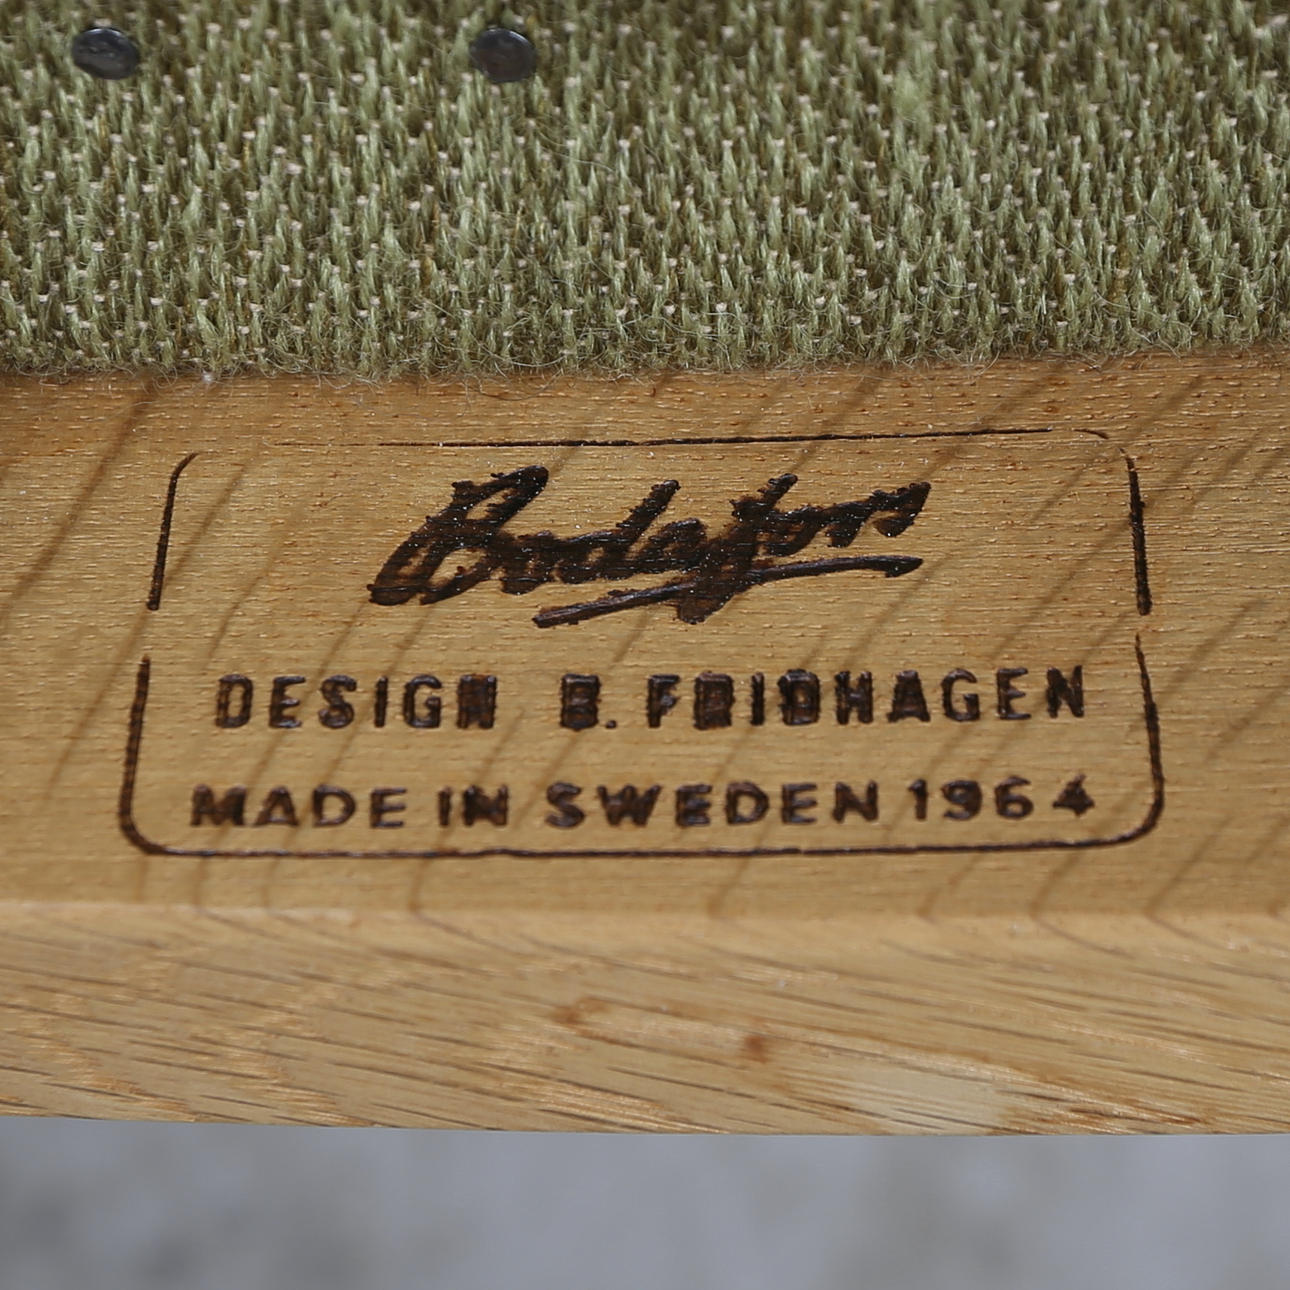 Bodafors
DESIGN B. FRIDHAGEN
MADE IN SWEDEN 1964